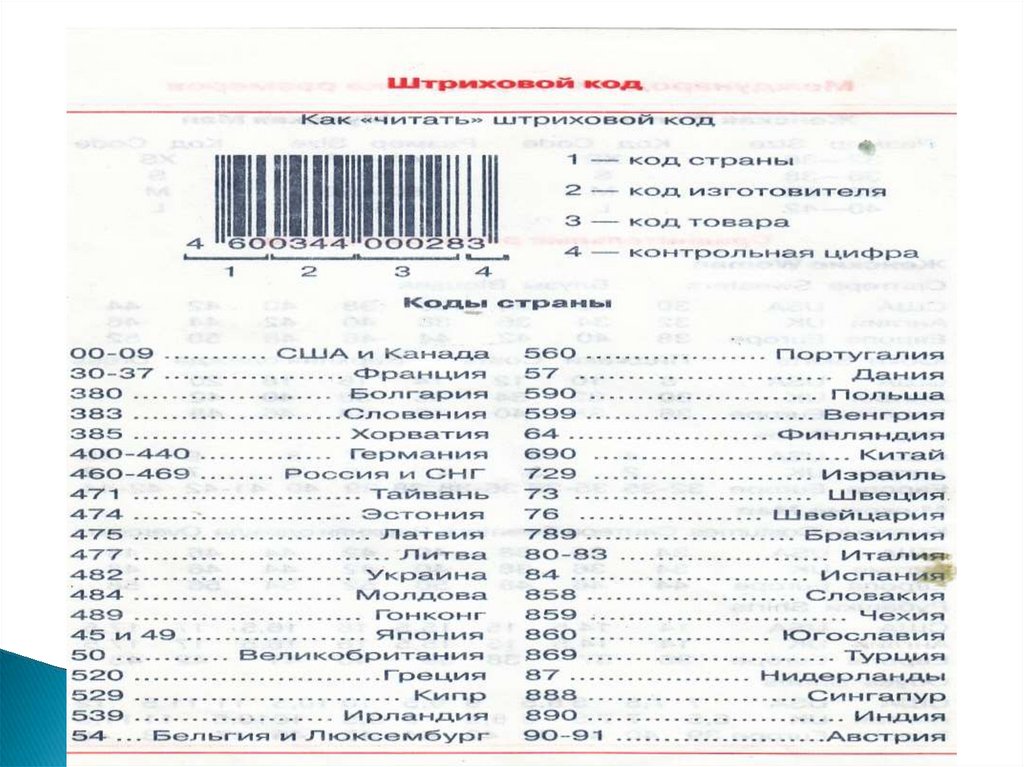 Штриховой код
Как «читать» штриховой код
1 — код страны
2 — код изготовителя
3 — код товара
4 — контрольная цифра
4 600344 000283
1 2 3 4
Коды страны
00-09 ............ США и Канада
30-37 ............ Франция
380 ............ Болгария
383 ............ Словения
385 ............ Хорватия
400-440 ............ Германия
460-469 ............ Россия и СНГ
471 ............ Тайвань
474 ............ Эстония
475 ............ Латвия
477 ............ Литва
482 ............ Украина
484 ............ Молдова
489 ............ Гонконг
45 и 49 ............ Япония
50 ............ Великобритания
520 ............ Греция
529 ............ Кипр
539 ............ Ирландия
54 ... Бельгия и Люксембург
560 ............ Португалия
57 ............ Дания
590 ............ Польша
599 ............ Венгрия
64 ............ Финляндия
690 ............ Китай
729 ............ Израиль
73 ............ Швеция
76 ............ Швейцария
789 ............ Бразилия
80-83 ............ Италия
84 ............ Испания
858 ............ Словакия
859 ............ Чехия
860 ............ Югославия
869 ............ Турция
87 ............ Нидерланды
888 ............ Сингапур
890 ............ Индия
90-91 ............ Австрия